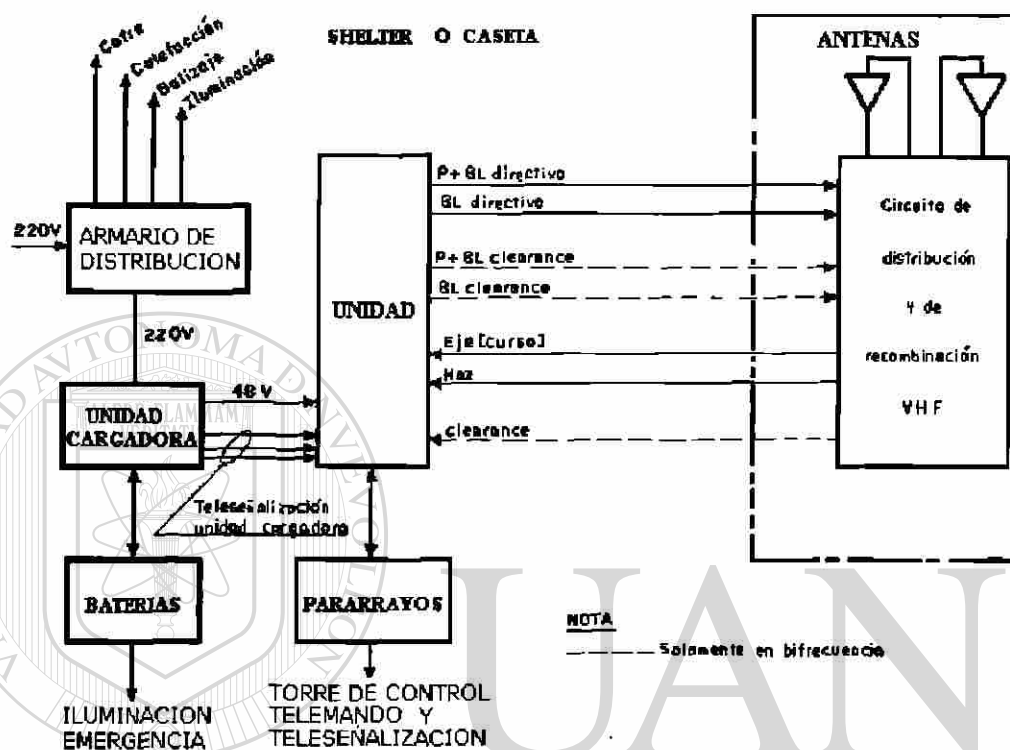 SHELTER O CASETA
ANTENAS
Cofre
Calefacción
Balizaje
Iluminación
220V
ARMARIO DE
DISTRIBUCION
220V
UNIDAD
CARGADORA
48 V
Teleseñalización
unidad cargadora
BATERIAS
ILUMINACION
EMERGENCIA
UNIDAD
PARARRAYOS
TORRE DE CONTROL
TELEMANDO Y
TELESEÑALIZACION
P+BL directivo
BL directivo
P+BL clearance
BL clearance
Eje [curso]
Haz
clearance
Circuito de
distribución
Y de
recombinación
VHF
NOTA
Solamente en bifrecuencia
UAN